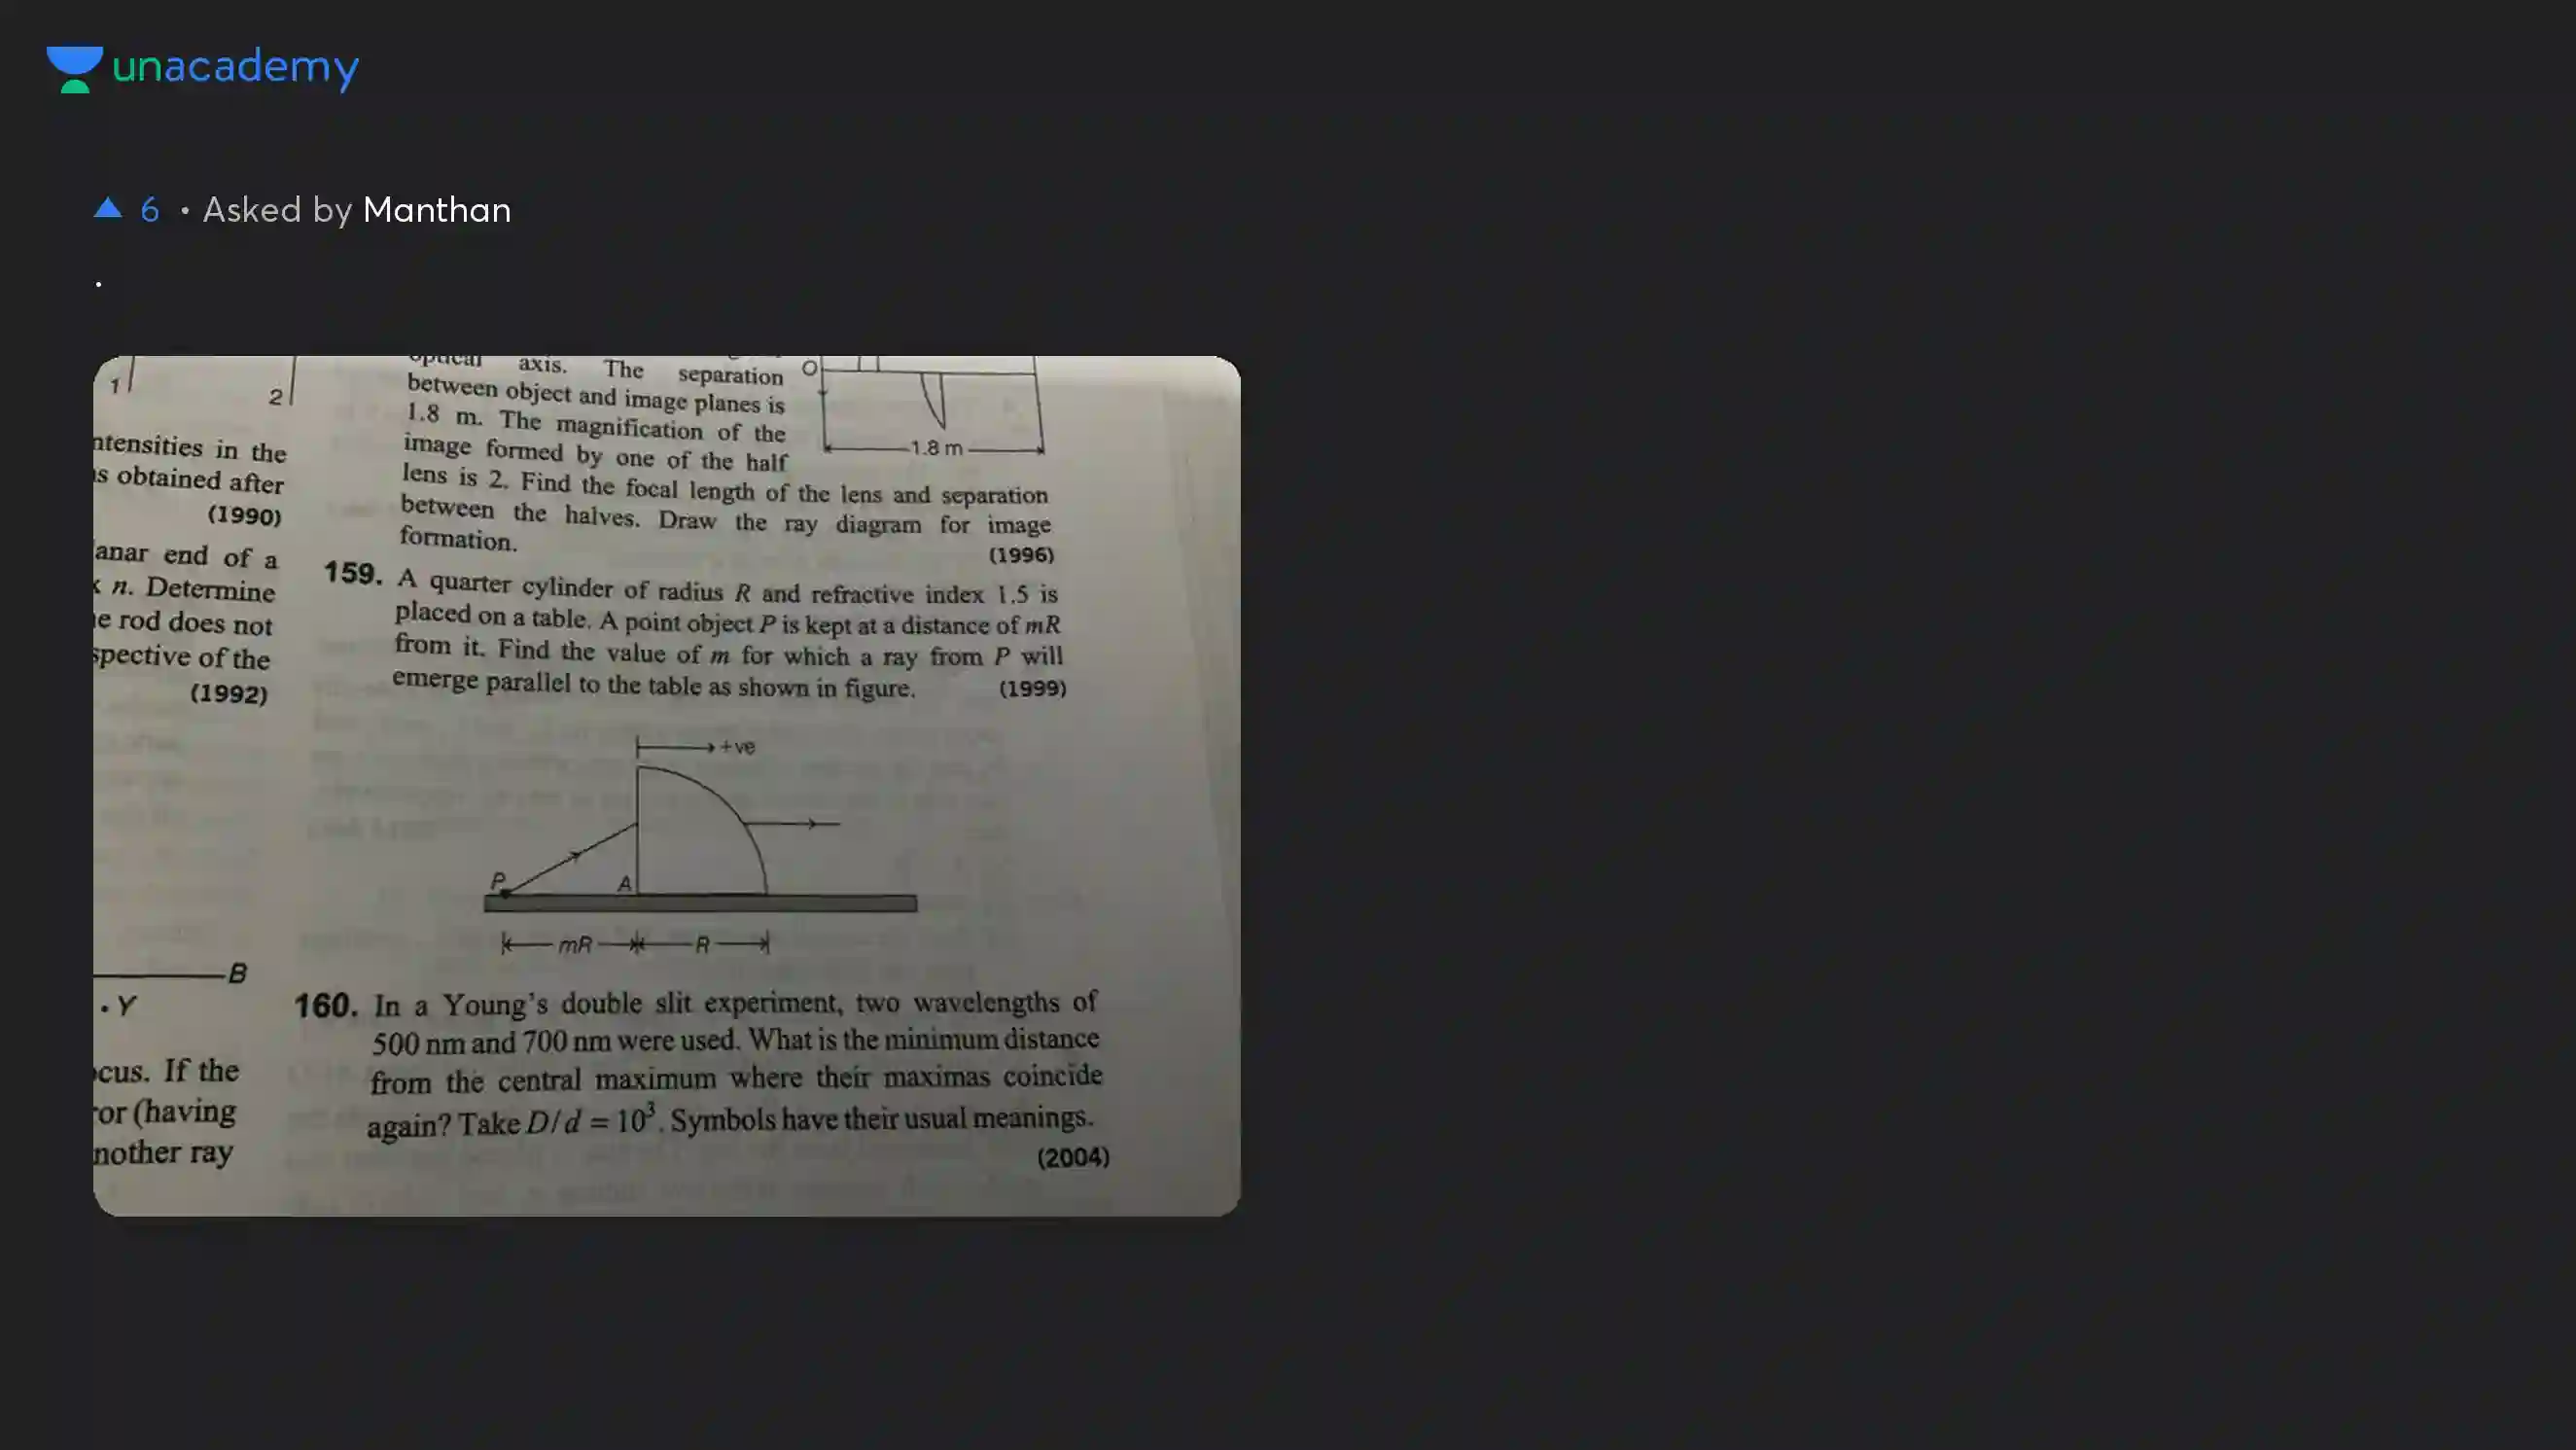 unacademy
6 • Asked by Manthan
.
1
2
ntensities in the
s obtained after
(1990)
anar end of a
n. Determine
e rod does not
spective of the
(1992)
B
. Y
cus. If the
or (having
nother ray
optical axis. The separation
between object and image planes is
1.8 m. The magnification of the
image formed by one of the half
lens is 2. Find the focal length of the lens and separation
between the halves. Draw the ray diagram for image
formation.
(1996)
O
1.8 m
159. A quarter cylinder of radius R and refractive index 1.5 is
placed on a table. A point object P is kept at a distance of mR
from it. Find the value of m for which a ray from P will
emerge parallel to the table as shown in figure. (1999)
+ve
P
A
mR
R
160. In a Young's double slit experiment, two wavelengths of
500 nm and 700 nm were used. What is the minimum distance
from the central maximum where their maximas coincide
again? Take D/d = 10³. Symbols have their usual meanings.
(2004)